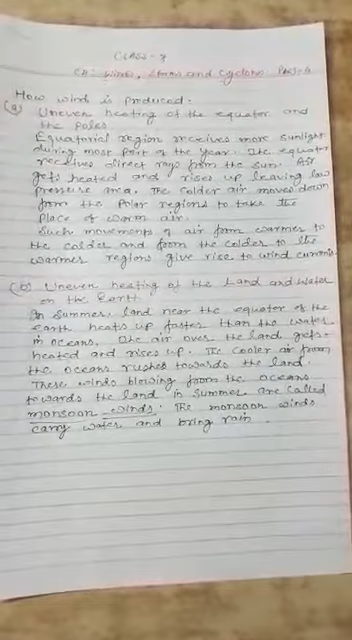 CLASS - 7
CH: Winds, Storms and Cyclone Part-4
How wind is produced.
(a) Uneven heating of the equator and
the Poles
Equatorial region receives more sunlight
during most part of the year. The equator
receives direct rays from the sun. Air
gets heated and rises up leaving low
pressure area. The colder air moves down
from the Polar regions to take the
place of warm air.
Such movements of air from warmer to
the colder and from the colder to the
warmer regions give rise to wind currents.
(b) Uneven heating of the Land and Water
on the Earth
In Summer, land near the equator of the
earth heats up faster than the water
in oceans. The air over the land gets
heated and rises up. The cooler air from
the oceans rushes towards the land.
These winds blowing from the oceans
towards the land in Summer are called
monsoon winds. The monsoon winds
carry water and bring rain.